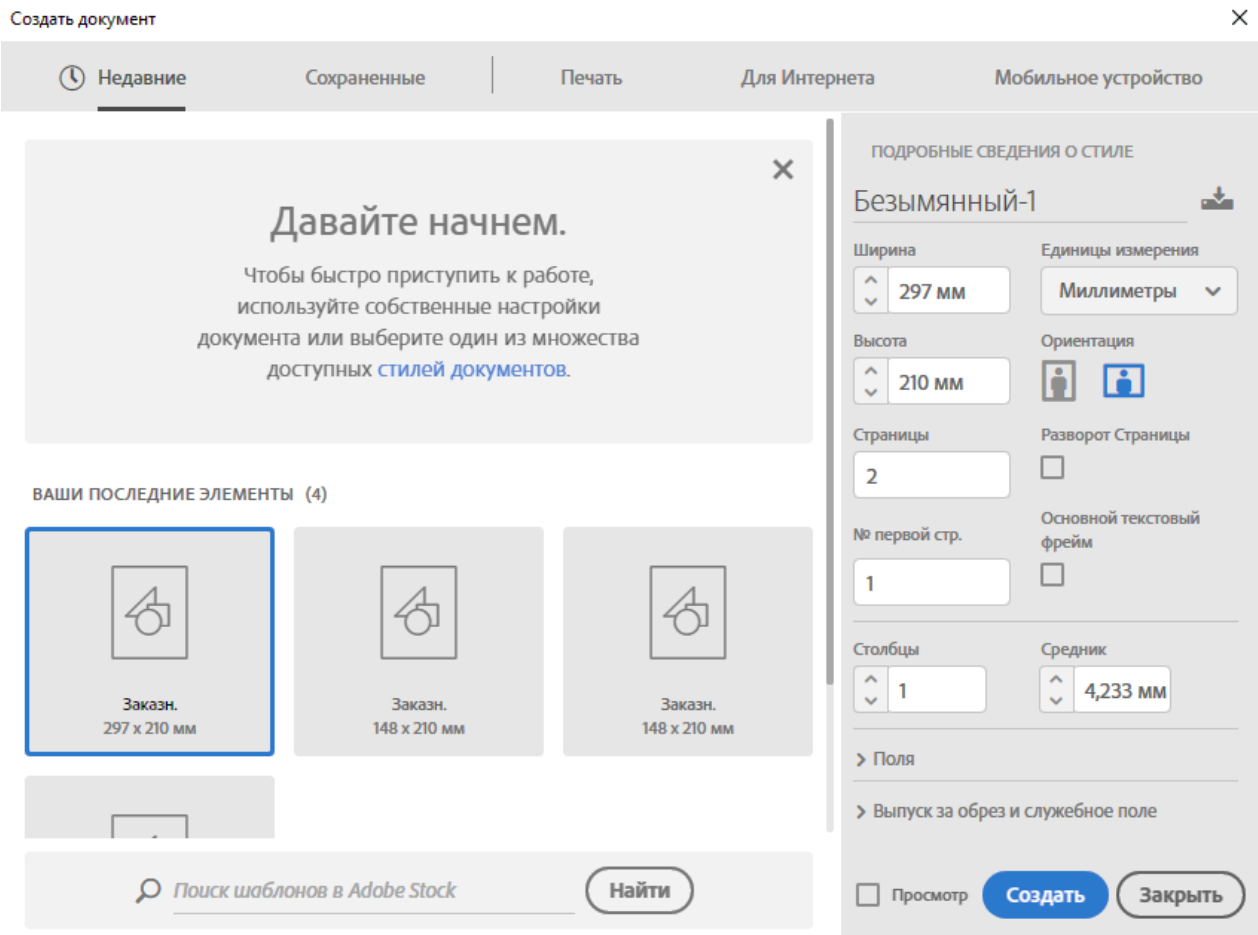 Создать документ
Недавние
Сохраненные
Печать
Для Интернета
Мобильное устройство
Давайте начнем.
Чтобы быстро приступить к работе,
используйте собственные настройки
документа или выберите один из множества
доступных стилей документов.
ВАШИ ПОСЛЕДНИЕ ЭЛЕМЕНТЫ (4)
Заказн.
297 x 210 мм
Заказн.
148 x 210 мм
Заказн.
148 x 210 мм
Поиск шаблонов в Adobe Stock
Найти
ПОДРОБНЫЕ СВЕДЕНИЯ О СТИЛЕ
Безымянный-1
Ширина
297 мм
Единицы измерения
Миллиметры
Высота
210 мм
Ориентация
Страницы
2
Разворот Страницы
№ первой стр.
1
Основной текстовый
фрейм
Столбцы
1
Средник
4,233 мм
Поля
Выпуск за обрез и служебное поле
Просмотр
Создать
Закрыть